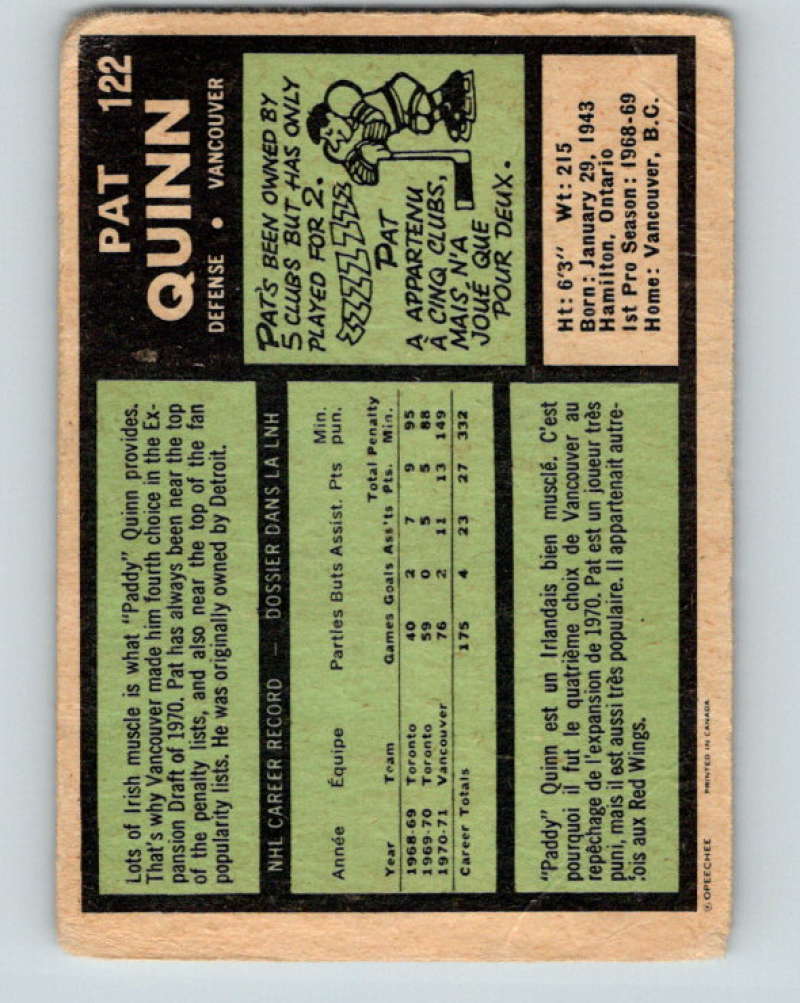 PAT 122
QUINN
DEFENSE • VANCOUVER
PAT'S BEEN OWNED BY
5 CLUBS BUT HAS ONLY
PLAYED FOR 2.
PAT
A APPARTENU
À CINQ CLUBS,
MAIS N'A
JOUÉ QUE
POUR DEUX.
Ht: 6'3" Wt: 215
Born: January 29, 1943
Hamilton, Ontario
1st Pro Season: 1968-69
Home: Vancouver, B.C.
Lots of Irish muscle is what "Paddy" Quinn provides.
That's why Vancouver made him fourth choice in the Ex-
pansion Draft of 1970. Pat has always been near the top
of the penalty lists, and also near the top of the fan
popularity lists. He was originally owned by Detroit.
NHL CAREER RECORD — DOSSIER DANS LA LNH
Année Équipe Parties Buts Assist. Pts Min. pun.
Total Penalty
Year Team Games Goals Ass'ts Pts. Min.
1968-69 Toronto 40 2 7 9 95
1969-70 Toronto 59 0 5 5 88
1970-71 Vancouver 76 2 11 13 149
Career Totals 175 4 23 27 332
"Paddy" Quinn est un Irlandais bien musclé. C'est
pourquoi il fut le quatrième choix de Vancouver au
repêchage de l'expansion de 1970. Pat est un joueur très
puni, mais il est aussi très populaire. Il appartenait autre-
fois aux Red Wings.
© OPEECHEE PRINTED IN CANADA